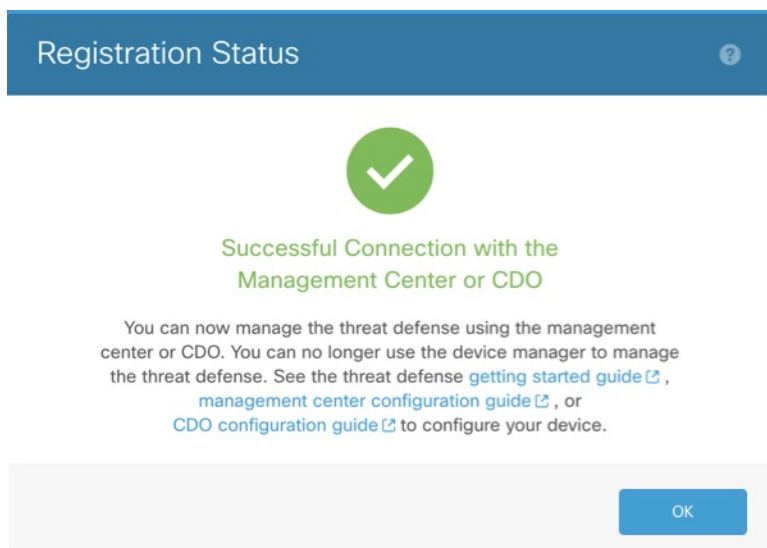 Registration Status
Successful Connection with the
Management Center or CDO
You can now manage the threat defense using the management
center or CDO. You can no longer use the device manager to manage
the threat defense. See the threat defense getting started guide ,
management center configuration guide , or
CDO configuration guide to configure your device.
OK